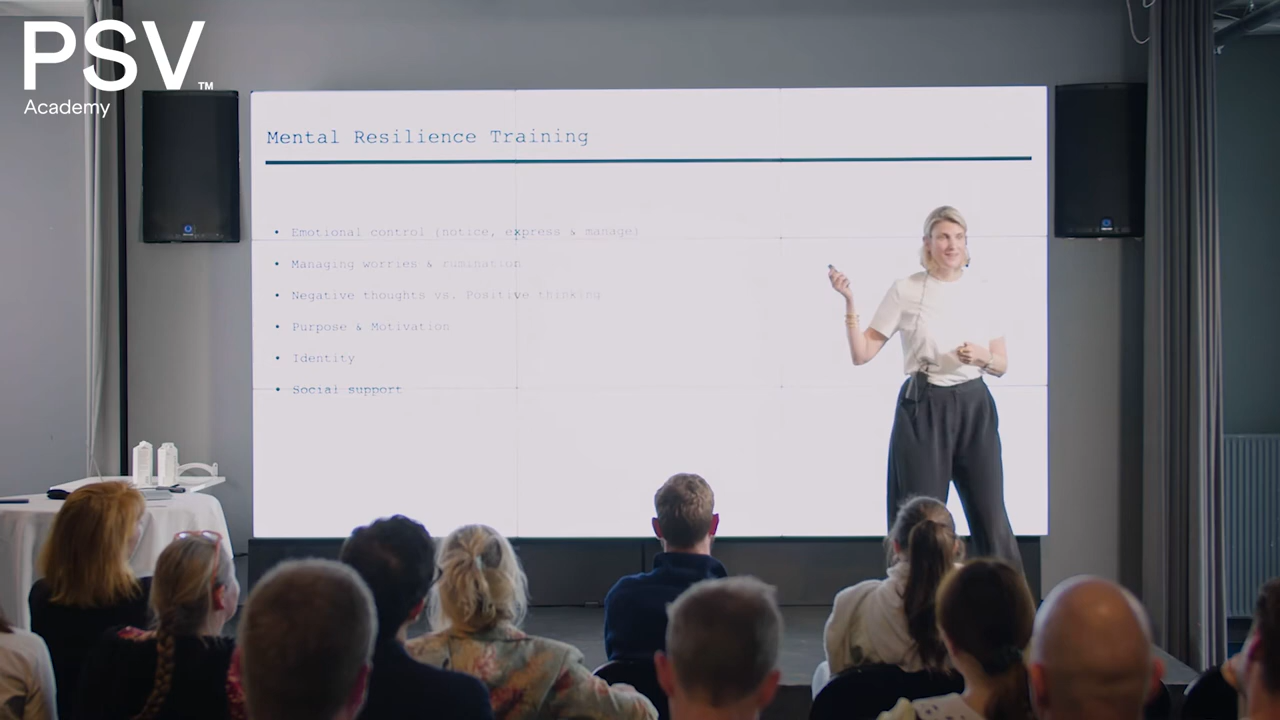 PSV™
Academy
Mental Resilience Training
• Emotional control (notice, express & manage)
• Managing worries & rumination
• Negative thoughts vs. Positive thinking
• Purpose & Motivation
• Identity
• Social support